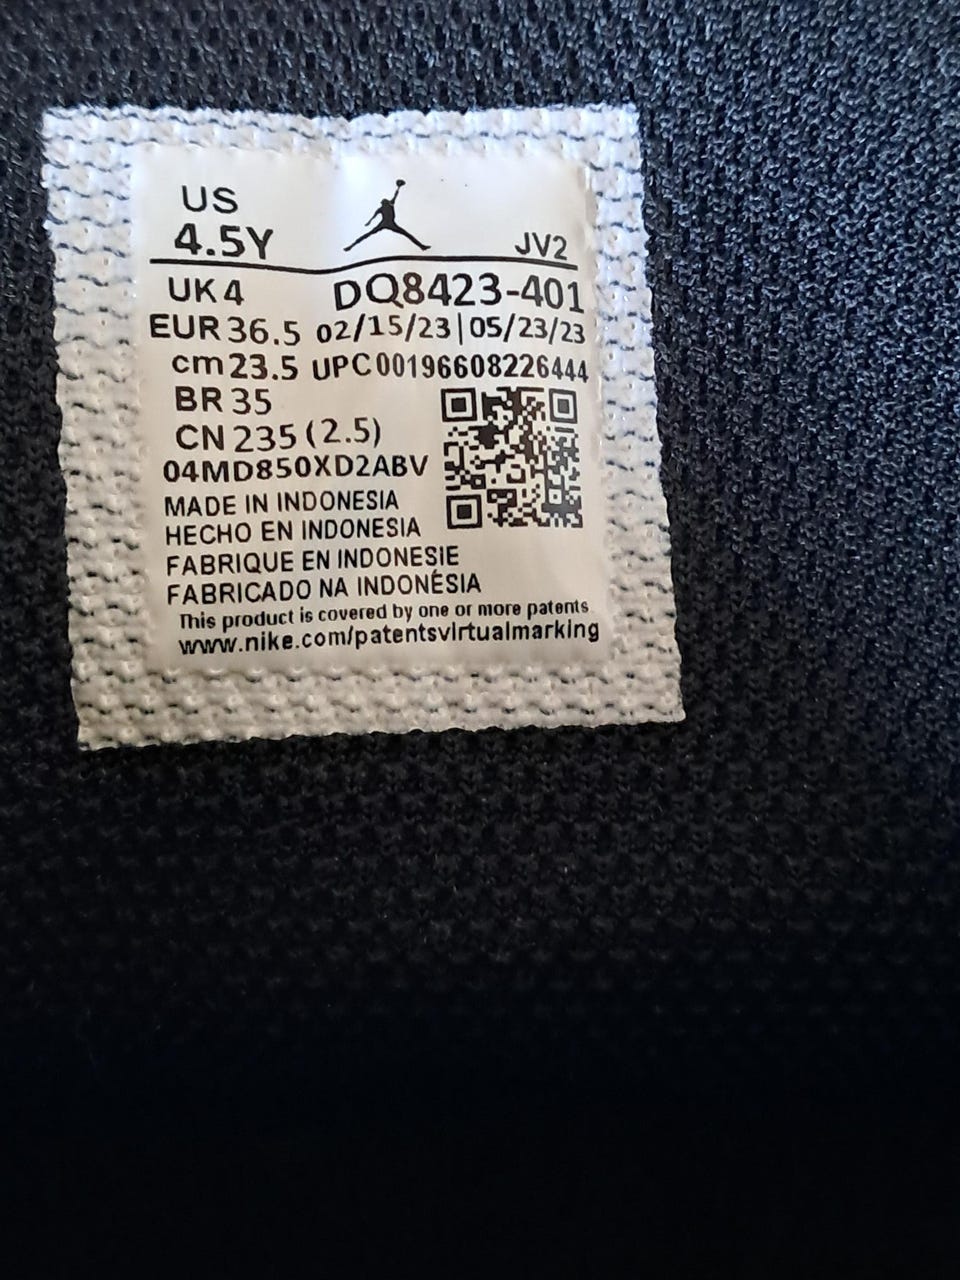 US
4.5Y JV2
UK 4 DQ8423-401
EUR 36.5 02/15/23|05/23/23
cm 23.5 UPC00196608226444
BR 35
CN 235 (2.5)
04MD850XD2ABV
MADE IN INDONESIA
HECHO EN INDONESIA
FABRIQUE EN INDONESIE
FABRICADO NA INDONÉSIA
This product is covered by one or more patents
www.nike.com/patentsvirtualmarking